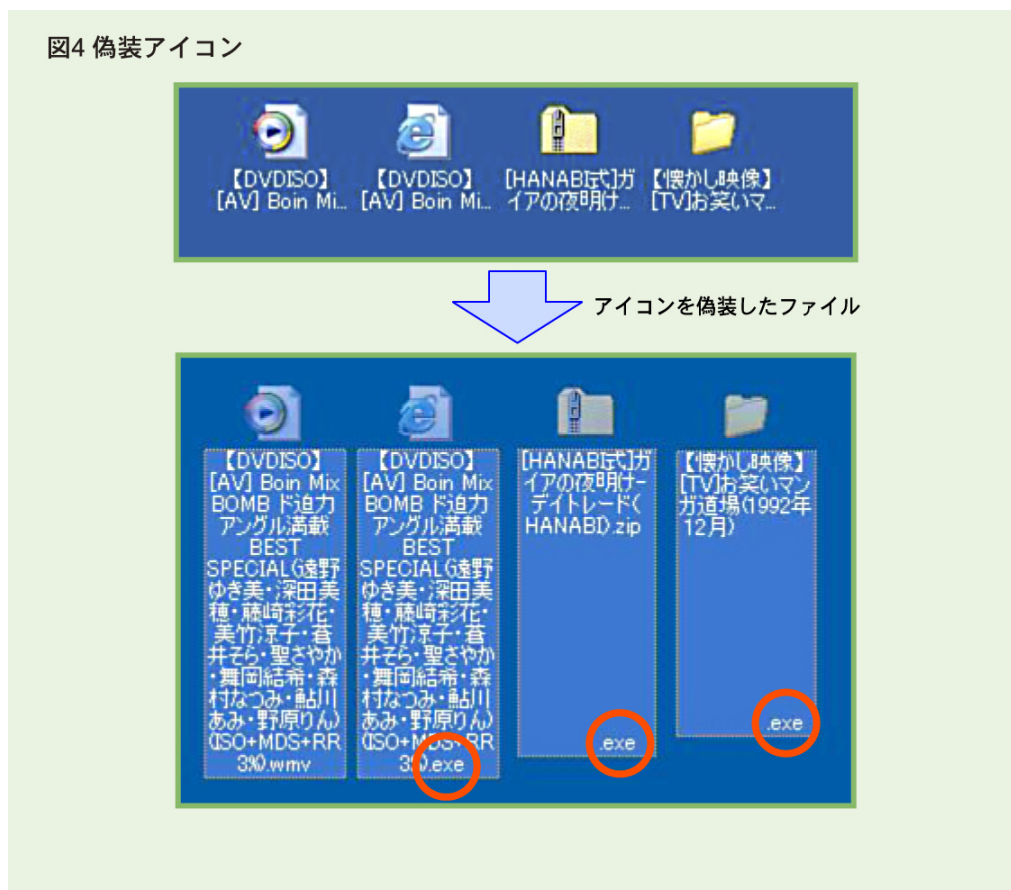 図4 偽装アイコン
【DVDISO】
[AV] Boin Mi...
【DVDISO】
[AV] Boin Mi...
[HANABI式]ガ
イアの夜明け...
【懐かし映像】
[TV]お笑いマ...
アイコンを偽装したファイル
【DVDISO】
[AV] Boin Mix
BOMB ド迫力
アングル満載
BEST
SPECIAL(遠野
ゆき美・深田美
穂・藤崎彩花・
美竹涼子・蒼
井そら・聖さやか
・舞岡結希・森
村なつみ・鮎川
あみ・野原りん)
(ISO+MDS+RR
3%).wmv
【DVDISO】
[AV] Boin Mix
BOMB ド迫力
アングル満載
BEST
SPECIAL(遠野
ゆき美・深田美
穂・藤崎彩花・
美竹涼子・蒼
井そら・聖さやか
・舞岡結希・森
村なつみ・鮎川
あみ・野原りん)
(ISO+MDS+RR
3%).exe
[HANABI式]ガ
イアの夜明け-
デイトレード(
HANABI).zip
.exe
【懐かし映像】
[TV]お笑いマン
ガ道場(1992年
12月)
.exe